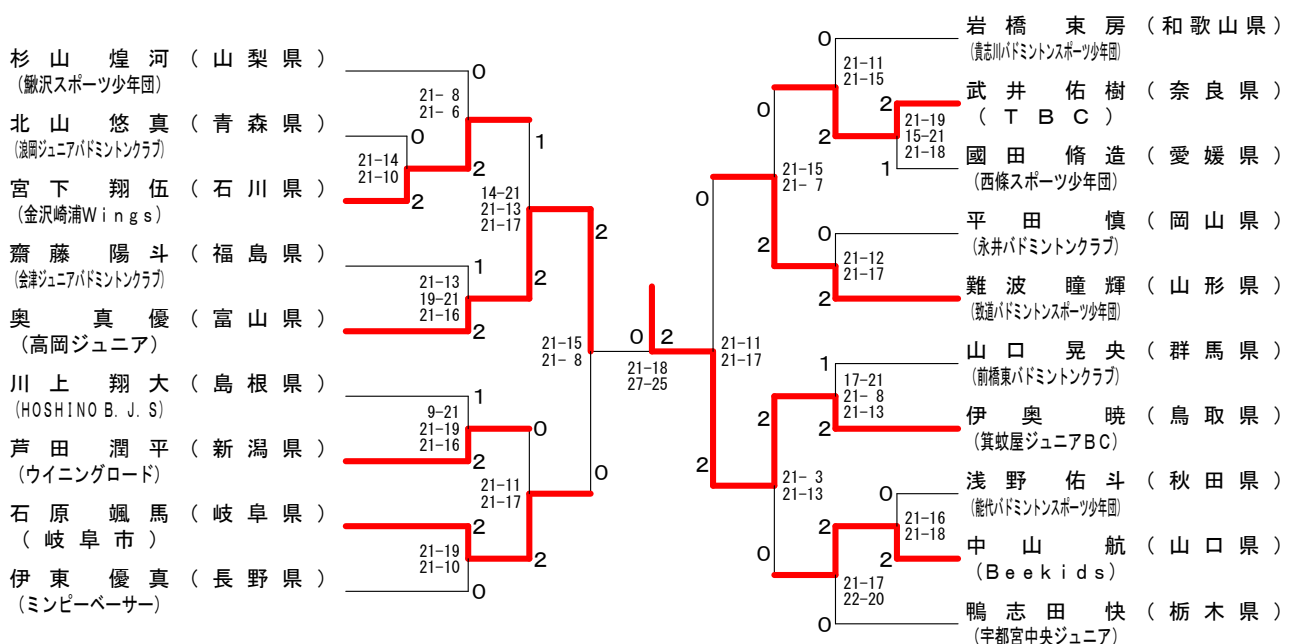 杉山 煌河 (山梨県)
(鰍沢スポーツ少年団)
北山 悠真 (青森県)
(浪岡ジュニアバドミントンクラブ)
宮下 翔伍 (石川県)
(金沢崎浦Wings)
齋藤 陽斗 (福島県)
(会津ジュニアバドミントンクラブ)
奥 真優 (富山県)
(高岡ジュニア)
川上 翔大 (島根県)
(HOSHINO B.J.S)
芦田 潤平 (新潟県)
(ウイニングロード)
石原 颯馬 (岐阜県)
(岐阜市)
伊東 優真 (長野県)
(ミンピーベーサー)
0
21- 8
21- 6
2
0
21-14
21-10
2
1
14-21
21-13
21-17
2
1
21-13
19-21
21-16
2
2
21-15
21- 8
0
1
9-21
21-19
21-16
2
0
21-11
21-17
2
2
21-19
21-10
0
0 2
21-18
27-25
0
21-11
21-17
2
0
21-15
21- 7
2
0
21-11
21-15
2
2
21-19
15-21
21-18
1
0
21-12
21-17
2
1
17-21
21- 8
21-13
2
2
21- 3
21-13
0
0
21-16
21-18
2
2
21-17
22-20
0
岩橋 束房 (和歌山県)
(貴志川バドミントンスポーツ少年団)
武井 佑樹 (奈良県)
(TBC)
國田 脩造 (愛媛県)
(西條スポーツ少年団)
平田 慎 (岡山県)
(永井バドミントンクラブ)
難波 瞳輝 (山形県)
(致道バドミントンスポーツ少年団)
山口 晃央 (群馬県)
(前橋東バドミントンクラブ)
伊奥 暁 (鳥取県)
(箕蚊屋ジュニアBC)
浅野 佑斗 (秋田県)
(能代バドミントンスポーツ少年団)
中山 航 (山口県)
(Beekids)
鴨志田 快 (栃木県)
(宇都宮中央ジュニア)